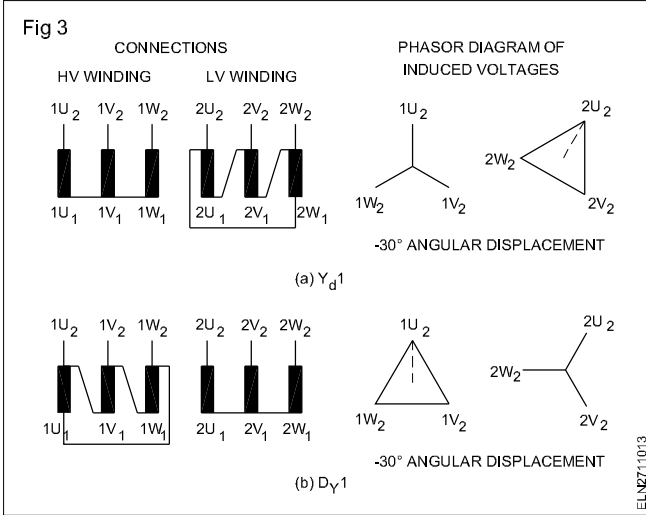 Fig 3
CONNECTIONS
PHASOR DIAGRAM OF
INDUCED VOLTAGES
HV WINDING LV WINDING
1U2 1V2 1W2 2U2 2V2 2W2
1U1 1V1 1W1 2U1 2V1 2W1
1U2
1W2 1V2
2U2
2W2
2V2
-30° ANGULAR DISPLACEMENT
(a) Yd1
1U2 1V2 1W2 2U2 2V2 2W2
1U1 1V1 1W1 2U1 2V1 2W1
1U2
1W2 1V2
2U2
2W2
2V2
-30° ANGULAR DISPLACEMENT
(b) DY1
ELN2711013